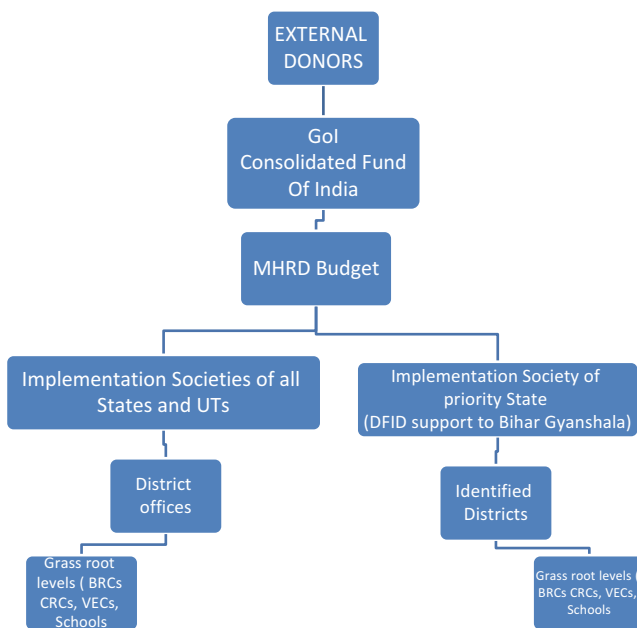 EXTERNAL
DONORS
GoI
Consolidated Fund
Of India
MHRD Budget
Implementation Societies of all
States and UTs
Implementation Society of
priority State
(DFID support to Bihar Gyanshala)
District
offices
Identified
Districts
Grass root
levels ( BRCs
CRCs, VECs,
Schools
Grass root levels (
BRCs CRCs, VECs,
Schools